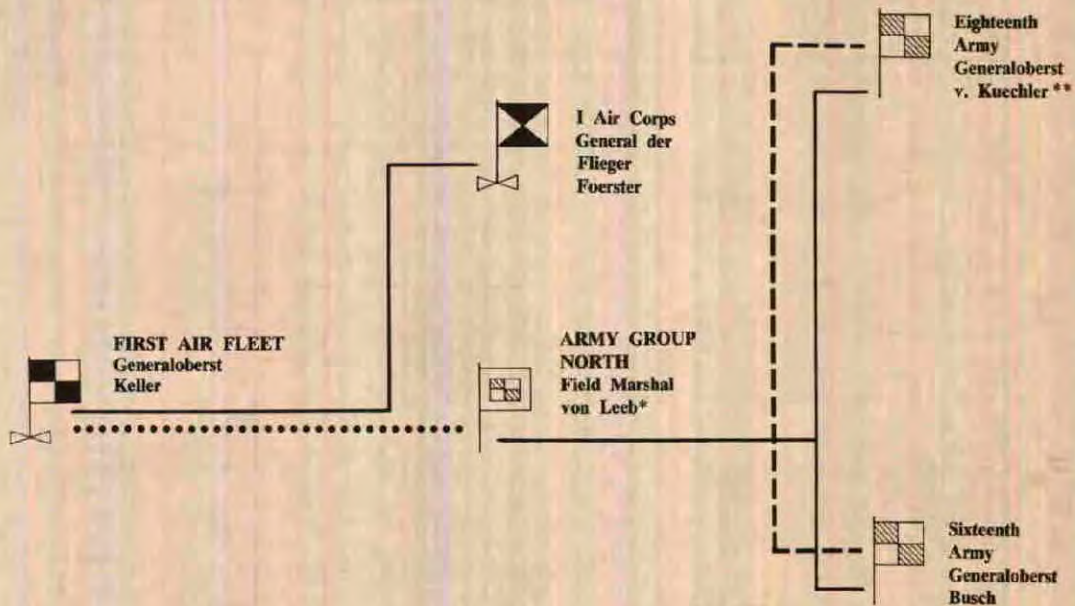 Eighteenth
Army
Generaloberst
v. Kuechler**
I Air Corps
General der
Flieger
Foerster
FIRST AIR FLEET
Generaloberst
Keller
ARMY GROUP
NORTH
Field Marshal
von Leeb*
Sixteenth
Army
Generaloberst
Busch